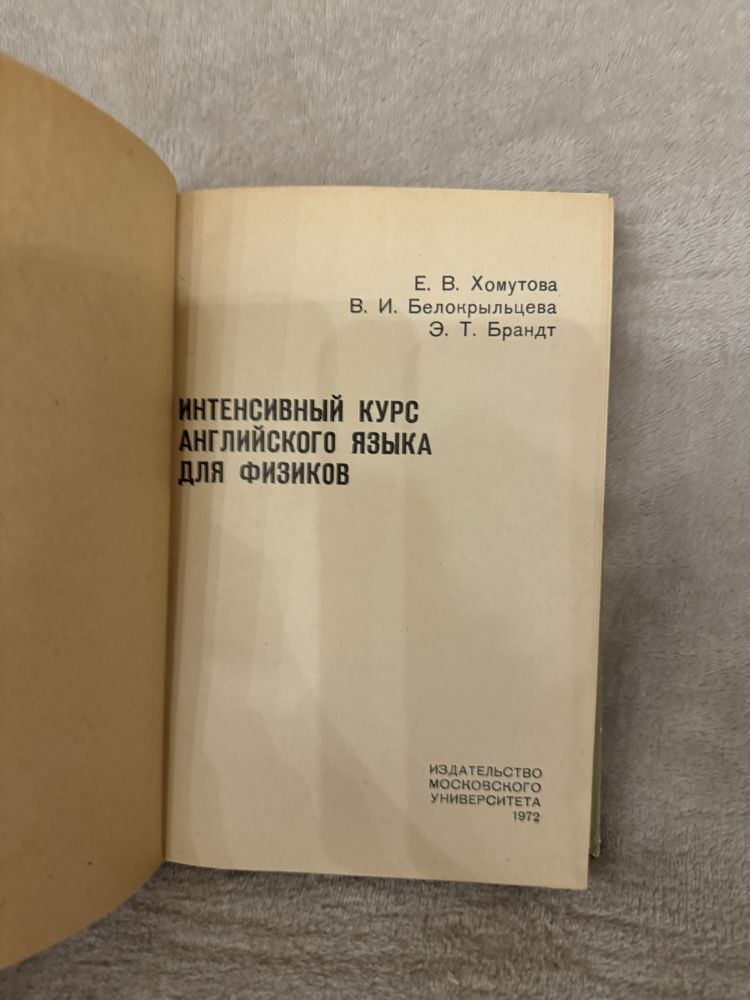 Е. В. Хомутова
В. И. Белокрыльцева
Э. Т. Брандт
ИНТЕНСИВНЫЙ КУРС
АНГЛИЙСКОГО ЯЗЫКА
ДЛЯ ФИЗИКОВ
ИЗДАТЕЛЬСТВО
МОСКОВСКОГО
УНИВЕРСИТЕТА
1972